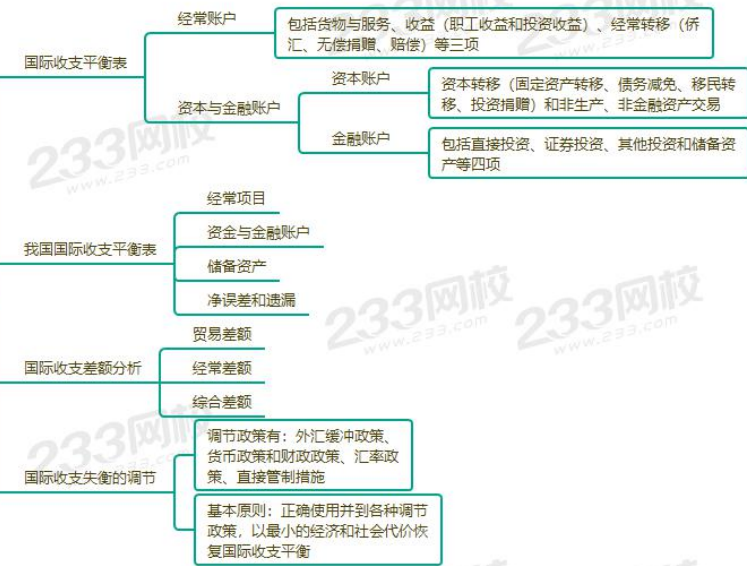 经常账户
包括货物与服务、收益（职工收益和投资收益）、经常转移（侨
汇、无偿捐赠、赔偿）等三项
国际收支平衡表
资本账户
资本转移（固定资产转移、债务减免、移民转
移、投资捐赠）和非生产、非金融资产交易
资本与金融账户
金融账户
包括直接投资、证券投资、其他投资和储备资
产等四项
233网校
www.233.com
经常项目
资金与金融账户
我国国际收支平衡表
储备资产
净误差和遗漏
233网校
www.233.com
233网校
www.233.com
贸易差额
国际收支差额分析
经常差额
综合差额
233网校
调节政策有：外汇缓冲政策、
货币政策和财政政策、汇率政
策、直接管制措施
国际收支失衡的调节
基本原则：正确使用并到各种调节
政策，以最小的经济和社会代价恢
复国际收支平衡